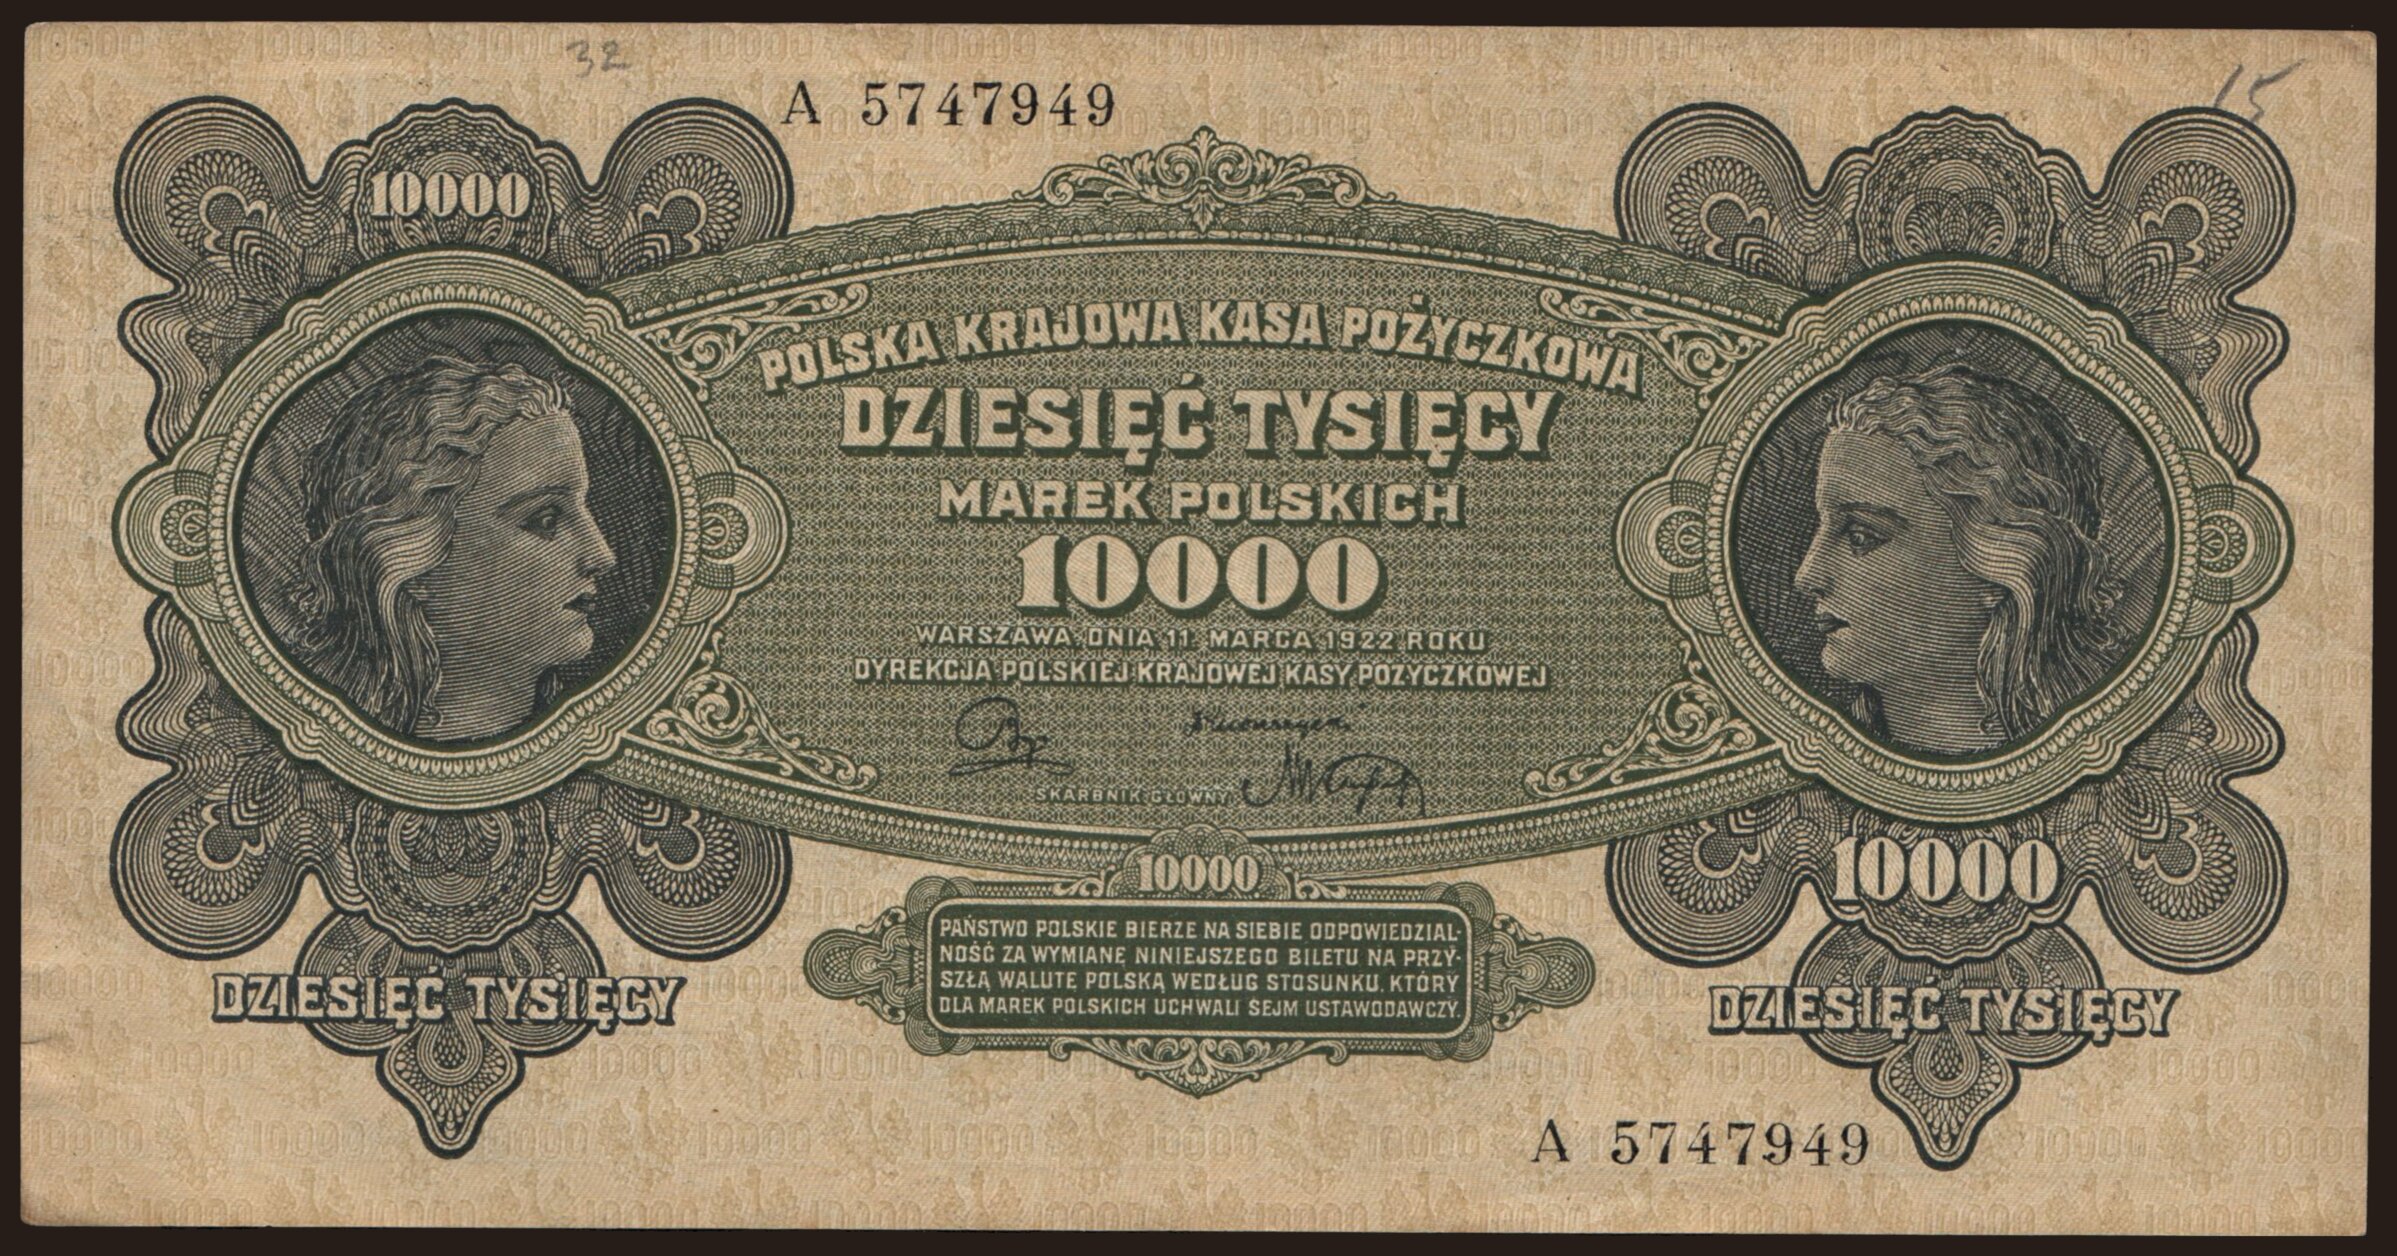 32
15
A 5747949
10000
POLSKA KRAJOWA KASA POŻYCZKOWA
DZIESIĘĆ TYSIĘCY
MAREK POLSKICH
10000
WARSZAWA, DNIA 11. MARCA 1922 ROKU
DYREKCJA POLSKIEJ KRAJOWEJ KASY POŻYCZKOWEJ
SKARBNIK GŁÓWNY
10000
10000
PAŃSTWO POLSKIE BIERZE NA SIEBIE ODPOWIEDZIAL-
NOŚĆ ZA WYMIANĘ NINIEJSZEGO BILETU NA PRZY-
SZŁĄ WALUTĘ POLSKĄ WEDŁUG STOSUNKU, KTÓRY
DLA MAREK POLSKICH UCHWALI SEJM USTAWODAWCZY.
DZIESIĘĆ TYSIĘCY
DZIESIĘĆ TYSIĘCY
A 5747949